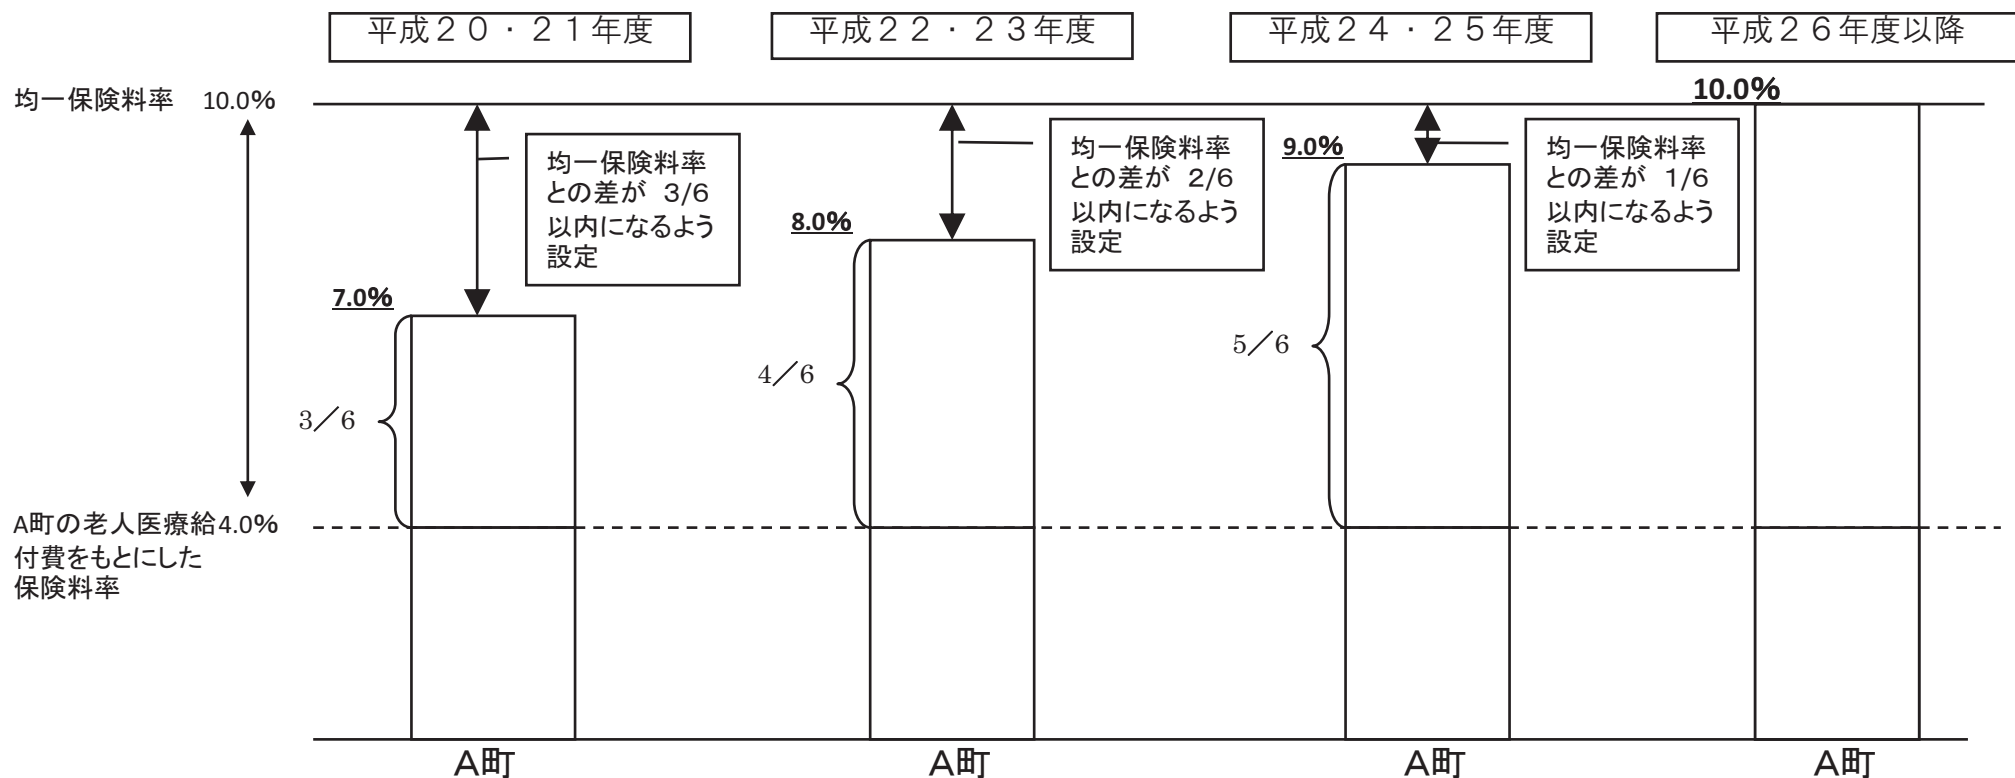 平成２０・２１年度
平成２２・２３年度
平成２４・２５年度
平成２６年度以降
均一保険料率 10.0%
10.0%
均一保険料率
との差が 3/6
以内になるよう
設定
均一保険料率
との差が 2/6
以内になるよう
設定
9.0%
均一保険料率
との差が 1/6
以内になるよう
設定
8.0%
7.0%
5／6
4／6
3／6
A町の老人医療給4.0%
付費をもとにした
保険料率
A町
A町
A町
A町